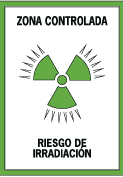 ZONA CONTROLADA
RIESGO DE
IRRADIACIÓN